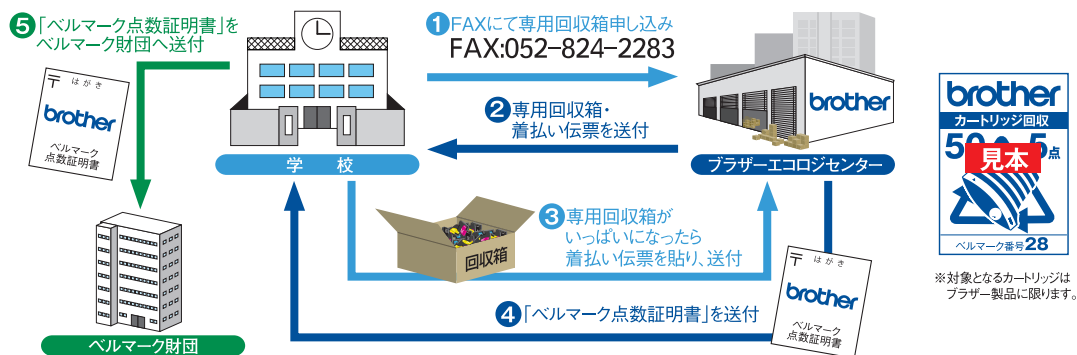 ❺「ベルマーク点数証明書」を
ベルマーク財団へ送付
〒 はがき
brother
ベルマーク
点数証明書
ベルマーク財団
学 校
❶FAXにて専用回収箱申し込み
FAX:052-824-2283
❷専用回収箱・
着払い伝票を送付
brother
ブラザーエコロジセンター
回収箱
❸専用回収箱が
いっぱいになったら
着払い伝票を貼り、送付
❹「ベルマーク点数証明書」を送付
〒 はがき
brother
ベルマーク
点数証明書
brother
カートリッジ回収
5点
見本
ベルマーク番号28
※対象となるカートリッジは
ブラザー製品に限ります。